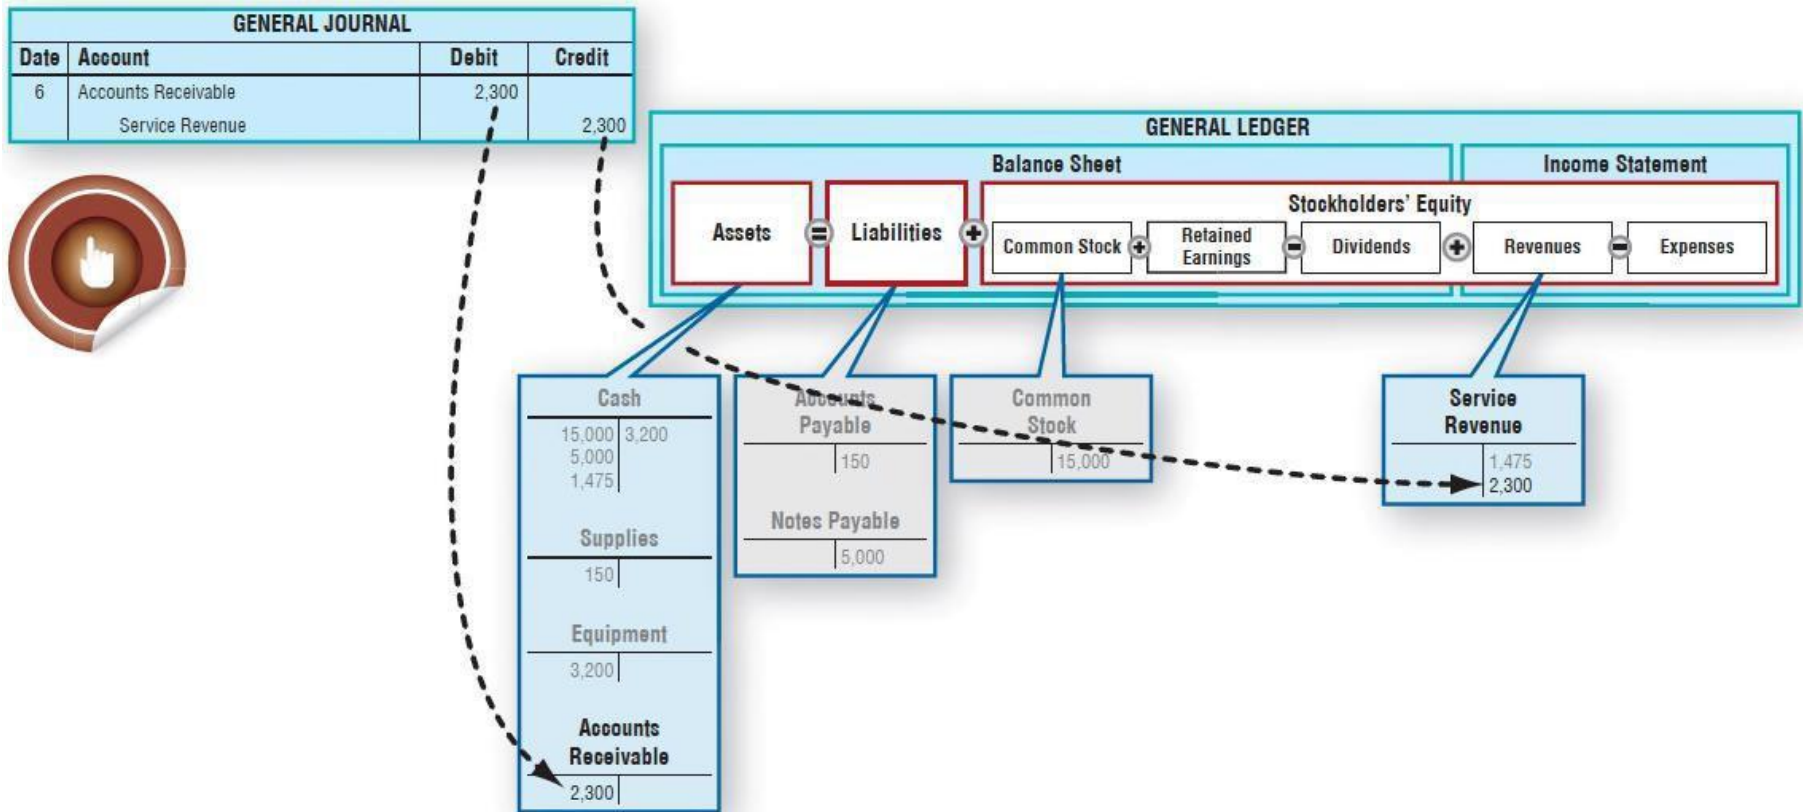 GENERAL JOURNAL
Date Account Debit Credit
6 Accounts Receivable 2,300
Service Revenue 2,300
GENERAL LEDGER
Balance Sheet Income Statement
Stockholders' Equity
Assets = Liabilities + Common Stock + Retained Earnings − Dividends + Revenues − Expenses
Cash
15,000 3,200
5,000
1,475
Supplies
150
Equipment
3,200
Accounts
Receivable
2,300
Accounts
Payable
150
Notes Payable
5,000
Common
Stock
15,000
Service
Revenue
1,475
2,300